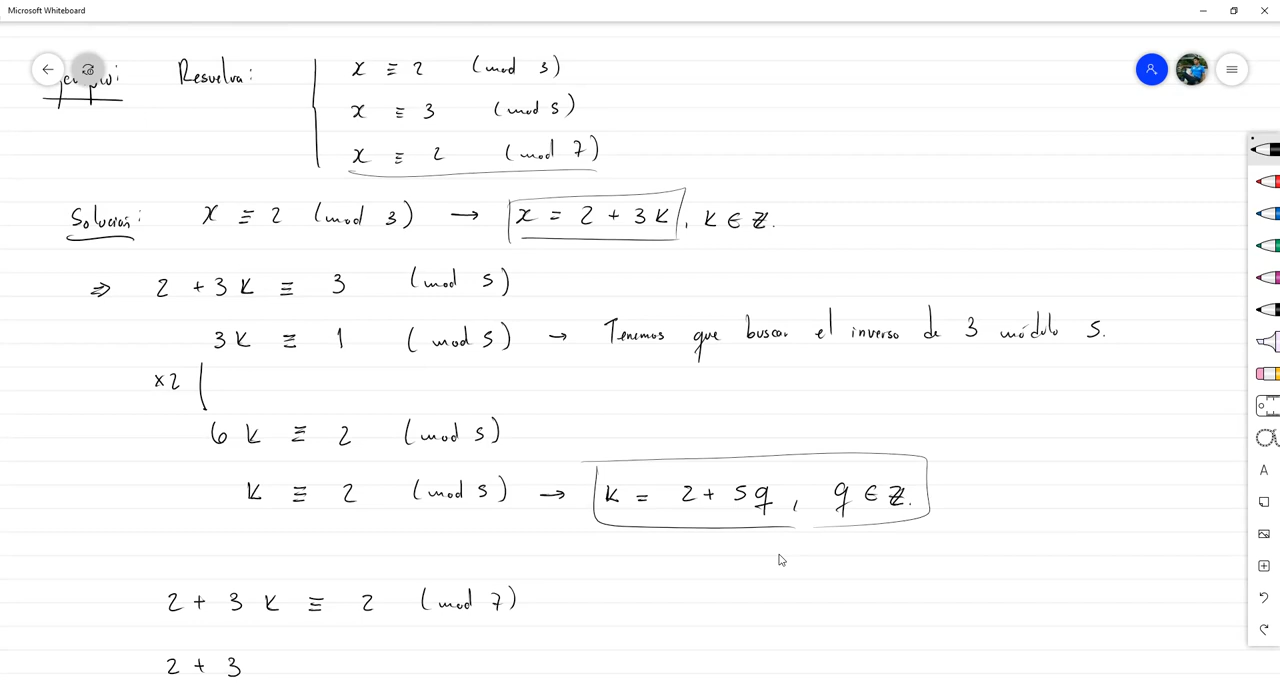 Microsoft Whiteboard
Resuelva:
x ≡ 2 (mod 3)
x ≡ 3 (mod 5)
x ≡ 2 (mod 7)
Solución: x ≡ 2 (mod 3) → x = 2 + 3K, K ∈ ℤ.
⇒ 2 + 3K ≡ 3 (mod 5)
3K ≡ 1 (mod 5) → Tenemos que buscar el inverso de 3 módulo 5.
×2
6K ≡ 2 (mod 5)
K ≡ 2 (mod 5) → K = 2 + 5q, q ∈ ℤ.
2 + 3K ≡ 2 (mod 7)
2 + 3
A